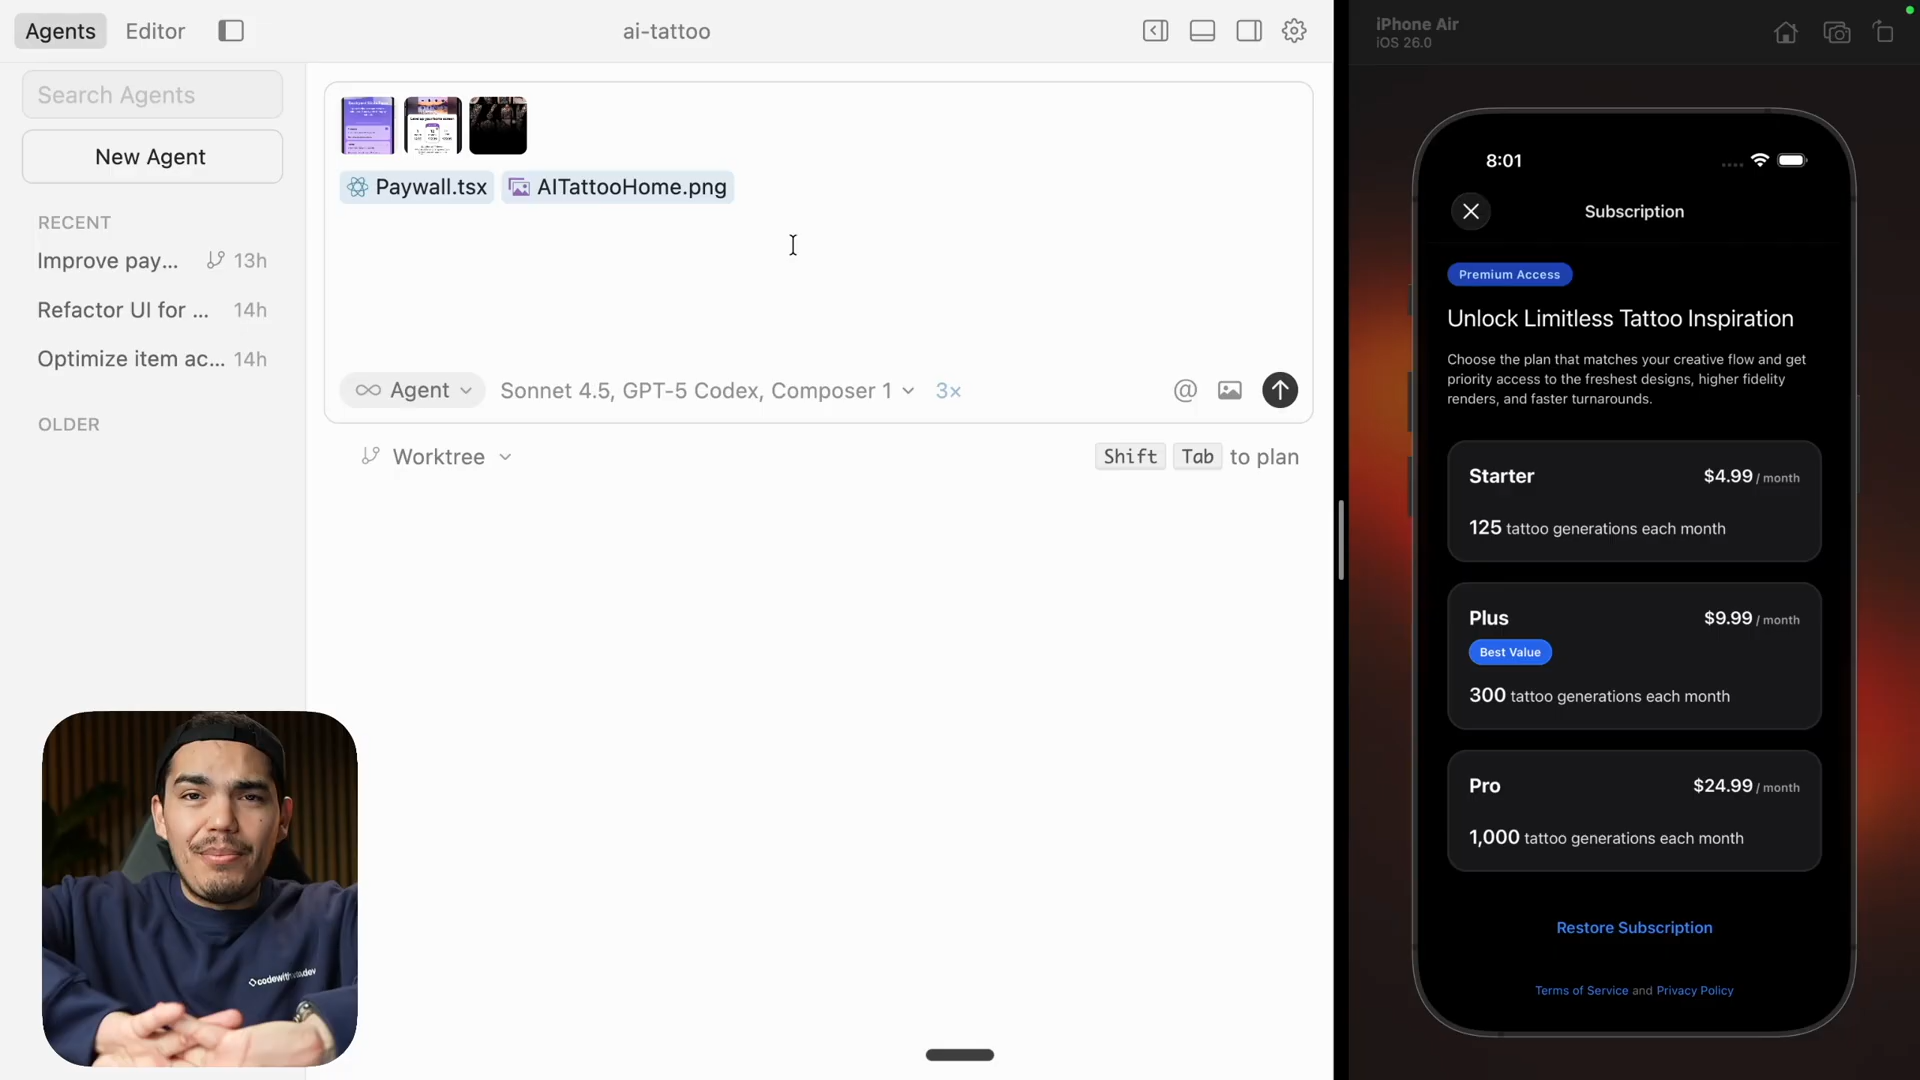 Agents
Editor
ai-tattoo
Search Agents
New Agent
RECENT
Improve pay... 13h
Refactor UI for ... 14h
Optimize item ac... 14h
OLDER
Paywall.tsx
AITattooHome.png
Agent
Sonnet 4.5, GPT-5 Codex, Composer 1
3×
@
Worktree
Shift Tab to plan
iPhone Air
iOS 26.0
8:01
Subscription
Premium Access
Unlock Limitless Tattoo Inspiration
Choose the plan that matches your creative flow and get
priority access to the freshest designs, higher fidelity
renders, and faster turnarounds.
Starter
$4.99 / month
125 tattoo generations each month
Plus
$9.99 / month
Best Value
300 tattoo generations each month
Pro
$24.99 / month
1,000 tattoo generations each month
Restore Subscription
Terms of Service and Privacy Policy